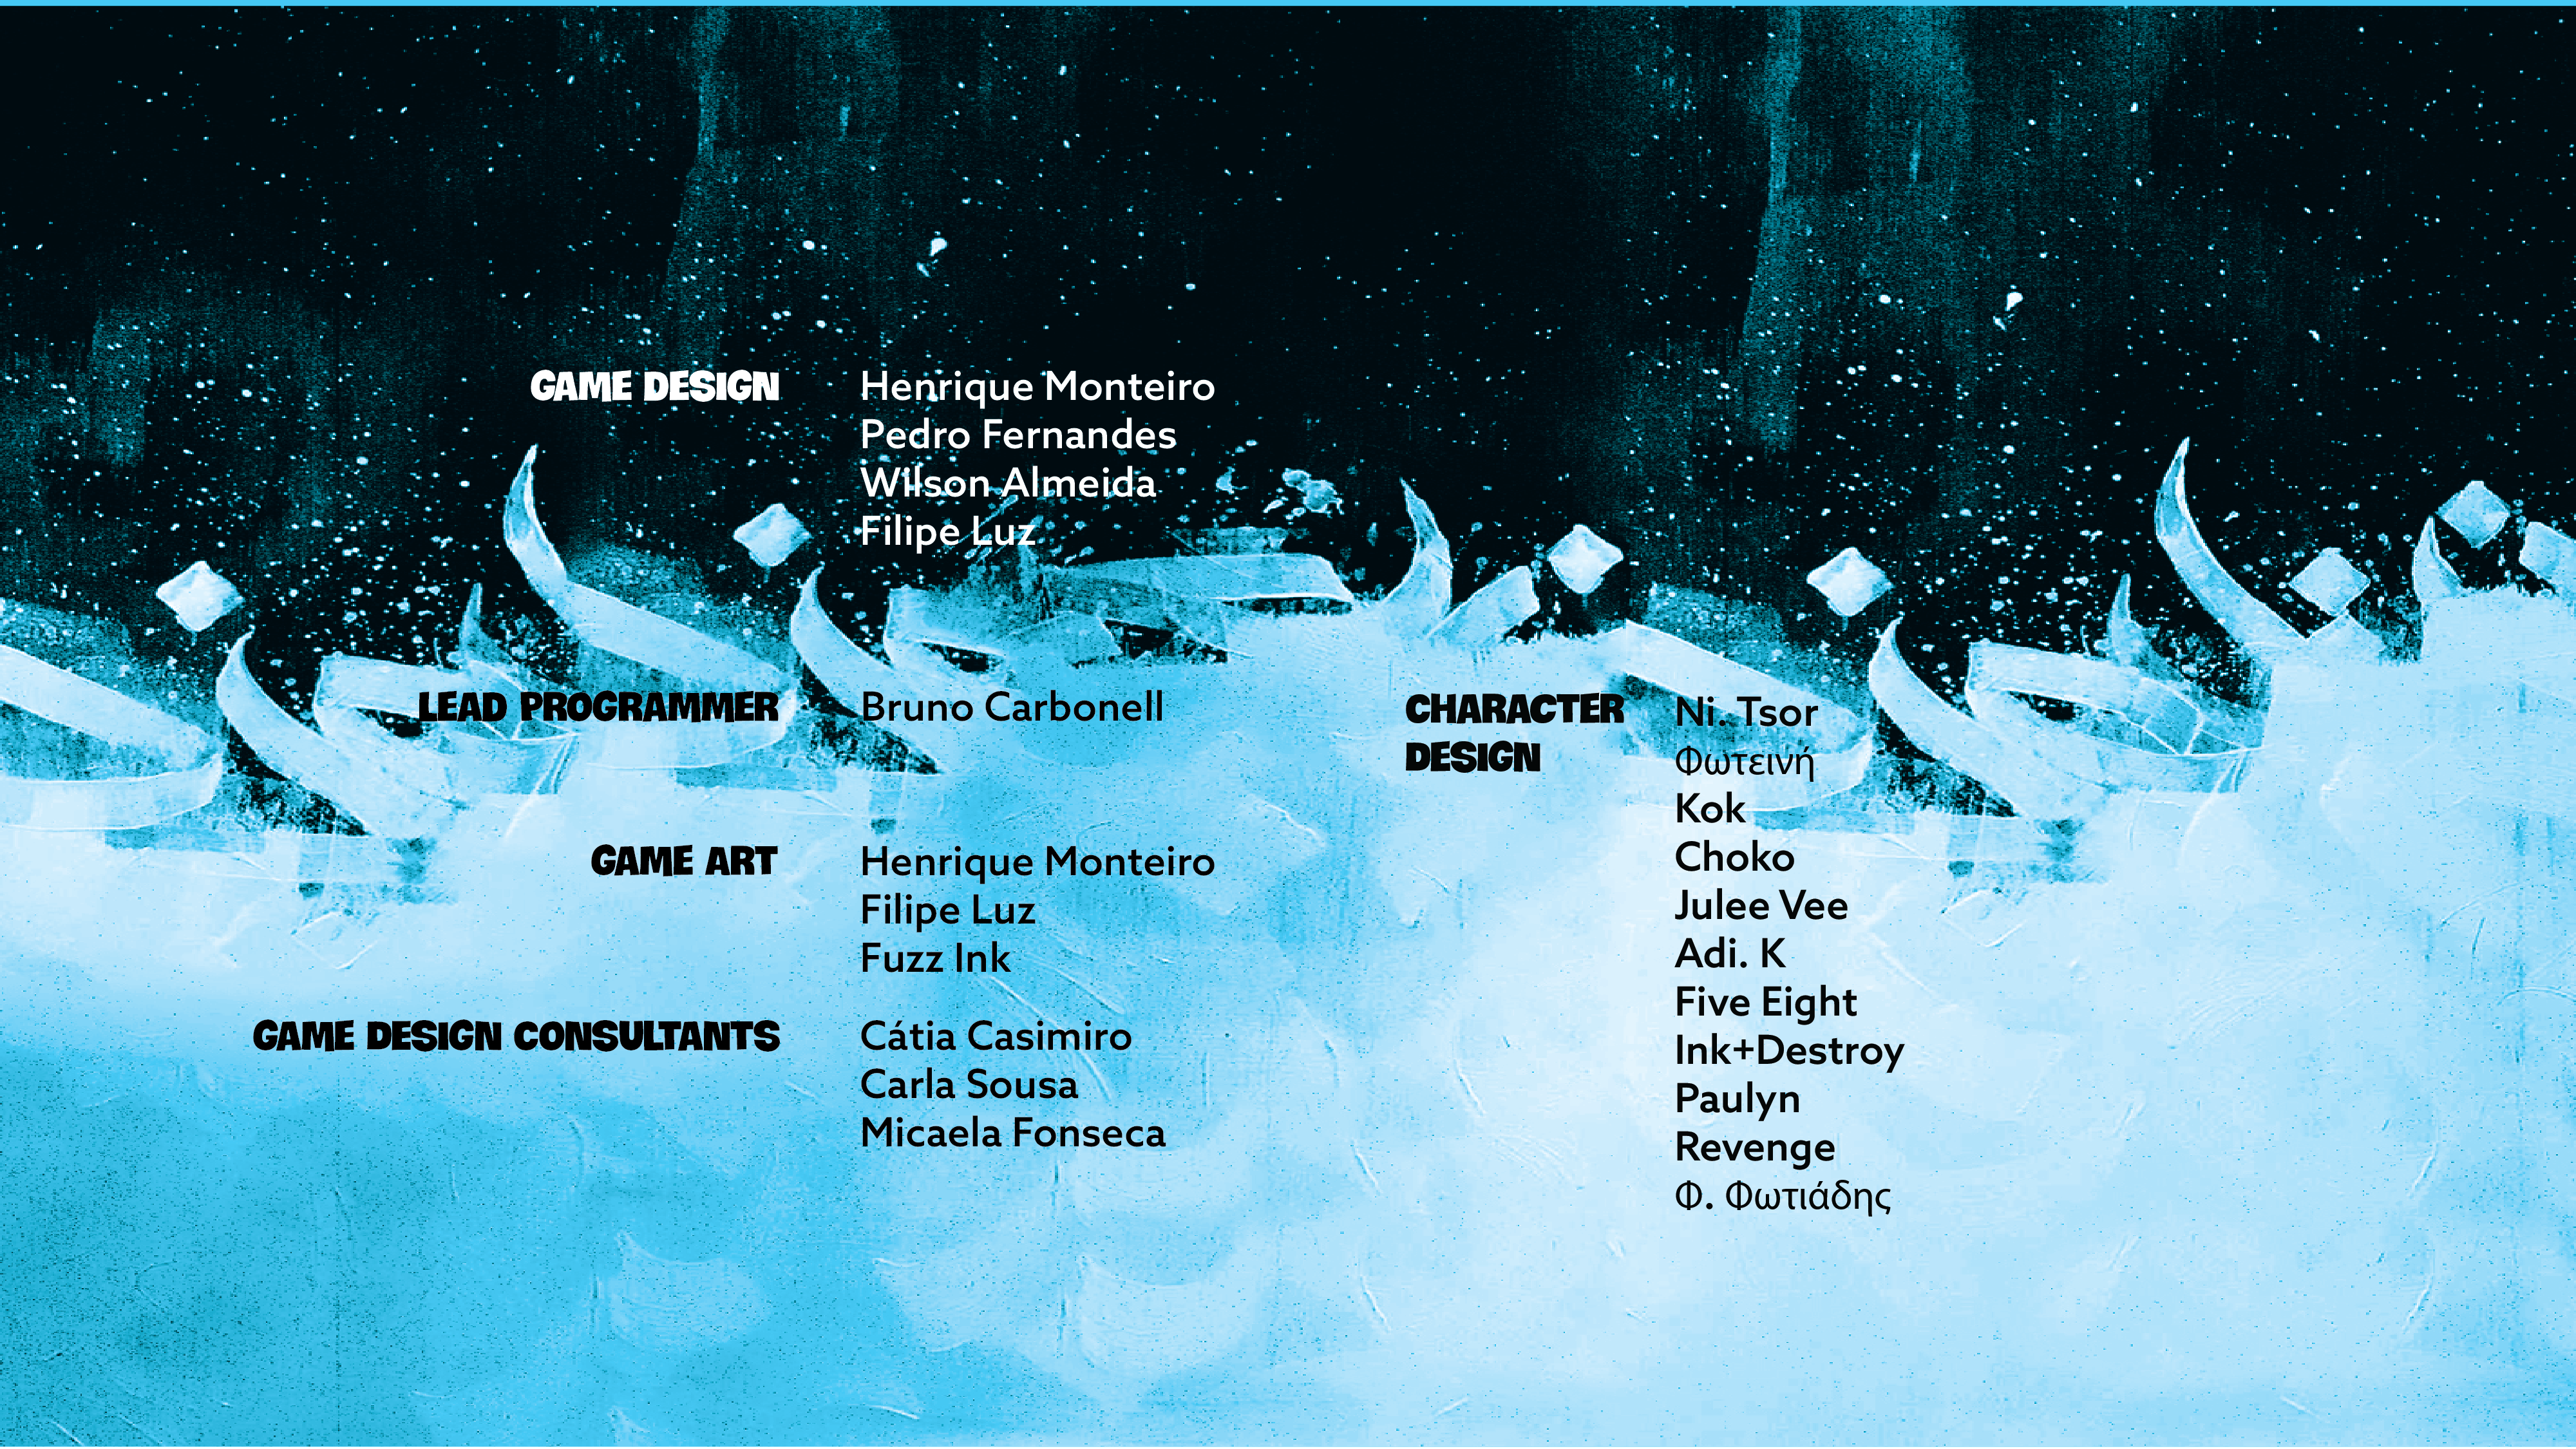 GAME DESIGN
Henrique Monteiro
Pedro Fernandes
Wilson Almeida
Filipe Luz
LEAD PROGRAMMER
Bruno Carbonell
GAME ART
Henrique Monteiro
Filipe Luz
Fuzz Ink
GAME DESIGN CONSULTANTS
Cátia Casimiro
Carla Sousa
Micaela Fonseca
CHARACTER
DESIGN
Ni. Tsor
Φωτεινή
Kok
Choko
Julee Vee
Adi. K
Five Eight
Ink+Destroy
Paulyn
Revenge
Φ. Φωτιάδης